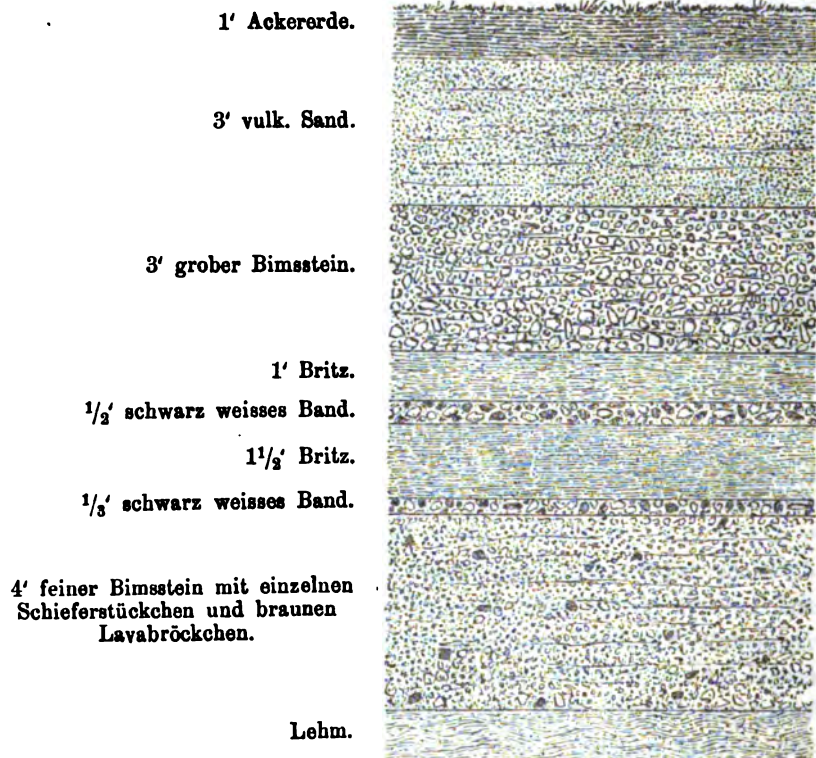 1′ Ackererde.
3′ vulk. Sand.
3′ grober Bimsstein.
1′ Britz.
1/2′ schwarz weisses Band.
1 1/2′ Britz.
1/3′ schwarz weisses Band.
4′ feiner Bimsstein mit einzelnen
Schieferstückchen und braunen
Lavabröckchen.
Lehm.